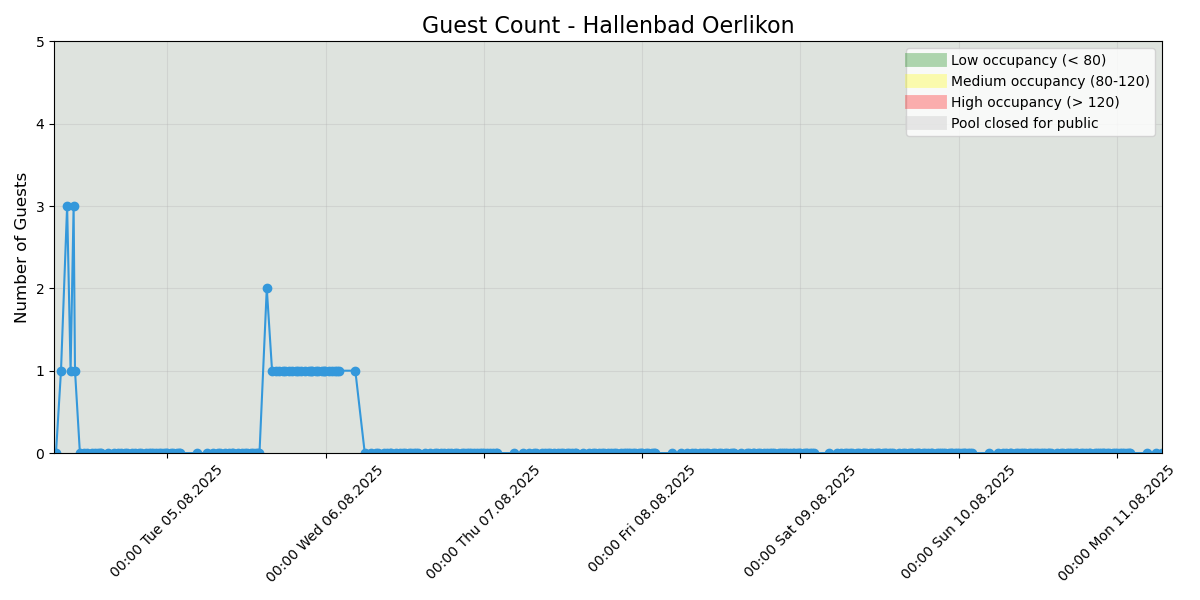 Guest Count - Hallenbad Oerlikon
Number of Guests
5
4
3
2
1
0
Low occupancy (< 80)
Medium occupancy (80-120)
High occupancy (> 120)
Pool closed for public
00:00 Tue 05.08.2025
00:00 Wed 06.08.2025
00:00 Thu 07.08.2025
00:00 Fri 08.08.2025
00:00 Sat 09.08.2025
00:00 Sun 10.08.2025
00:00 Mon 11.08.2025